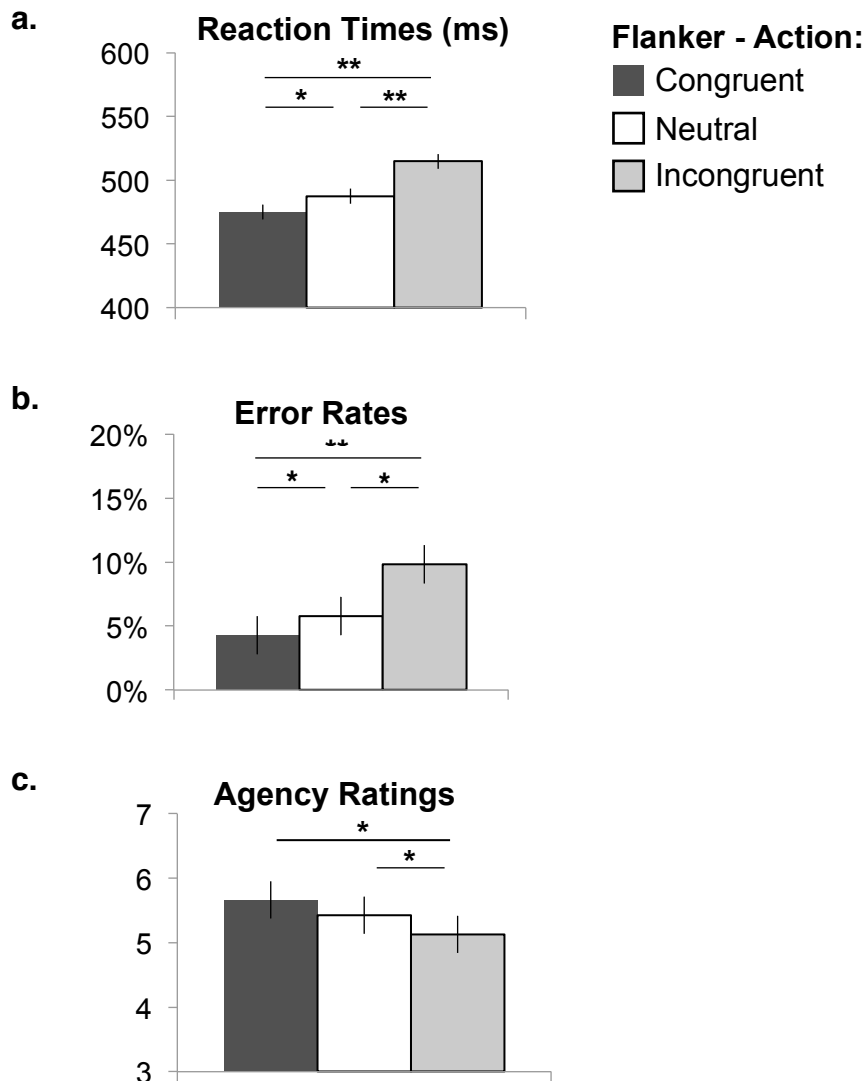 a.
Reaction Times (ms)
Flanker - Action:
Congruent
Neutral
Incongruent
600
550
500
450
400
**
*
**
b.
Error Rates
20%
15%
10%
5%
0%
**
*
*
c.
Agency Ratings
7
6
5
4
3
*
*